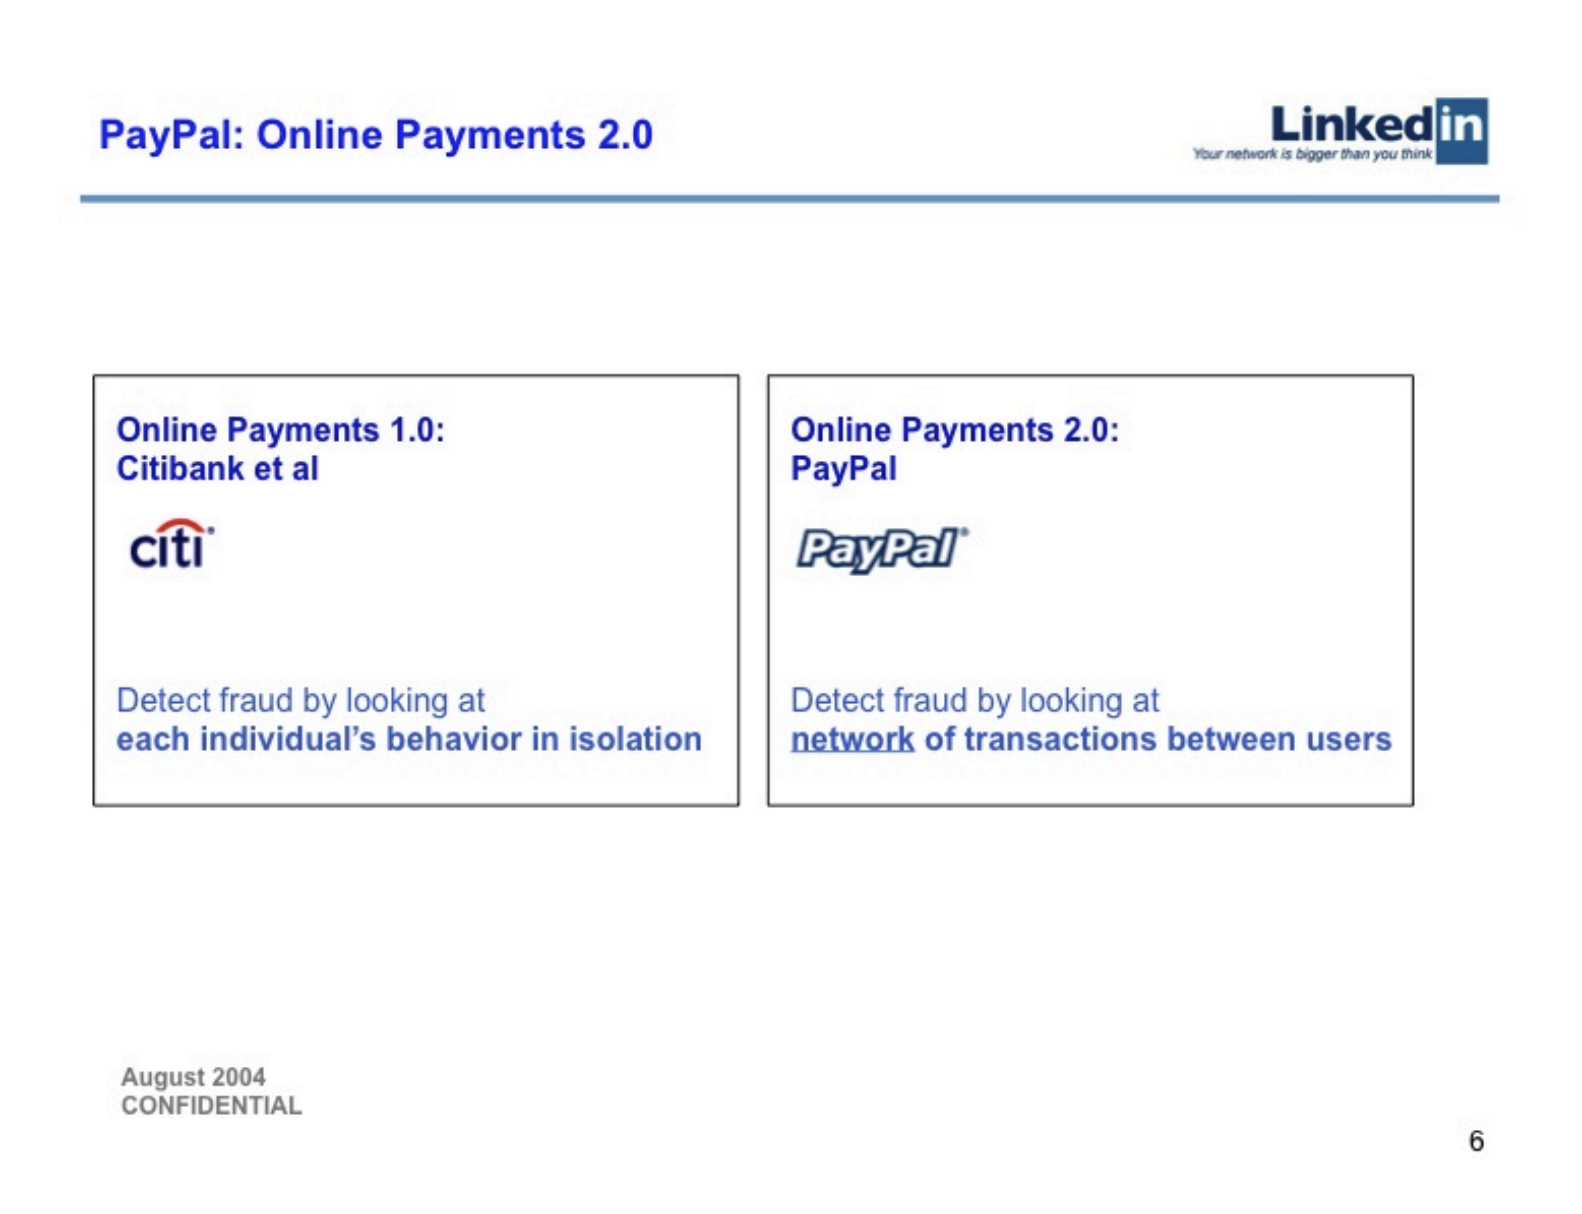 PayPal: Online Payments 2.0
Linkedin
Your network is bigger than you think
Online Payments 1.0:
Citibank et al
citi®
Detect fraud by looking at
each individual’s behavior in isolation
Online Payments 2.0:
PayPal
PayPal®
Detect fraud by looking at
network of transactions between users
August 2004
CONFIDENTIAL
6